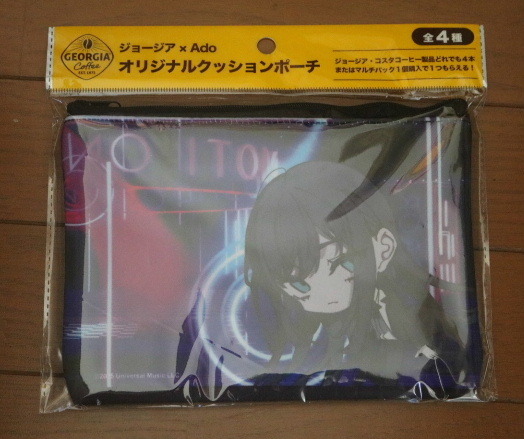 GEORGIA
Coffee
ジョージア × Ado
オリジナルクッションポーチ
全4種
ジョージア・コスタコーヒー製品どれでも4本
またはマルチパック1個購入で1つもらえる!
Universal Music LLC